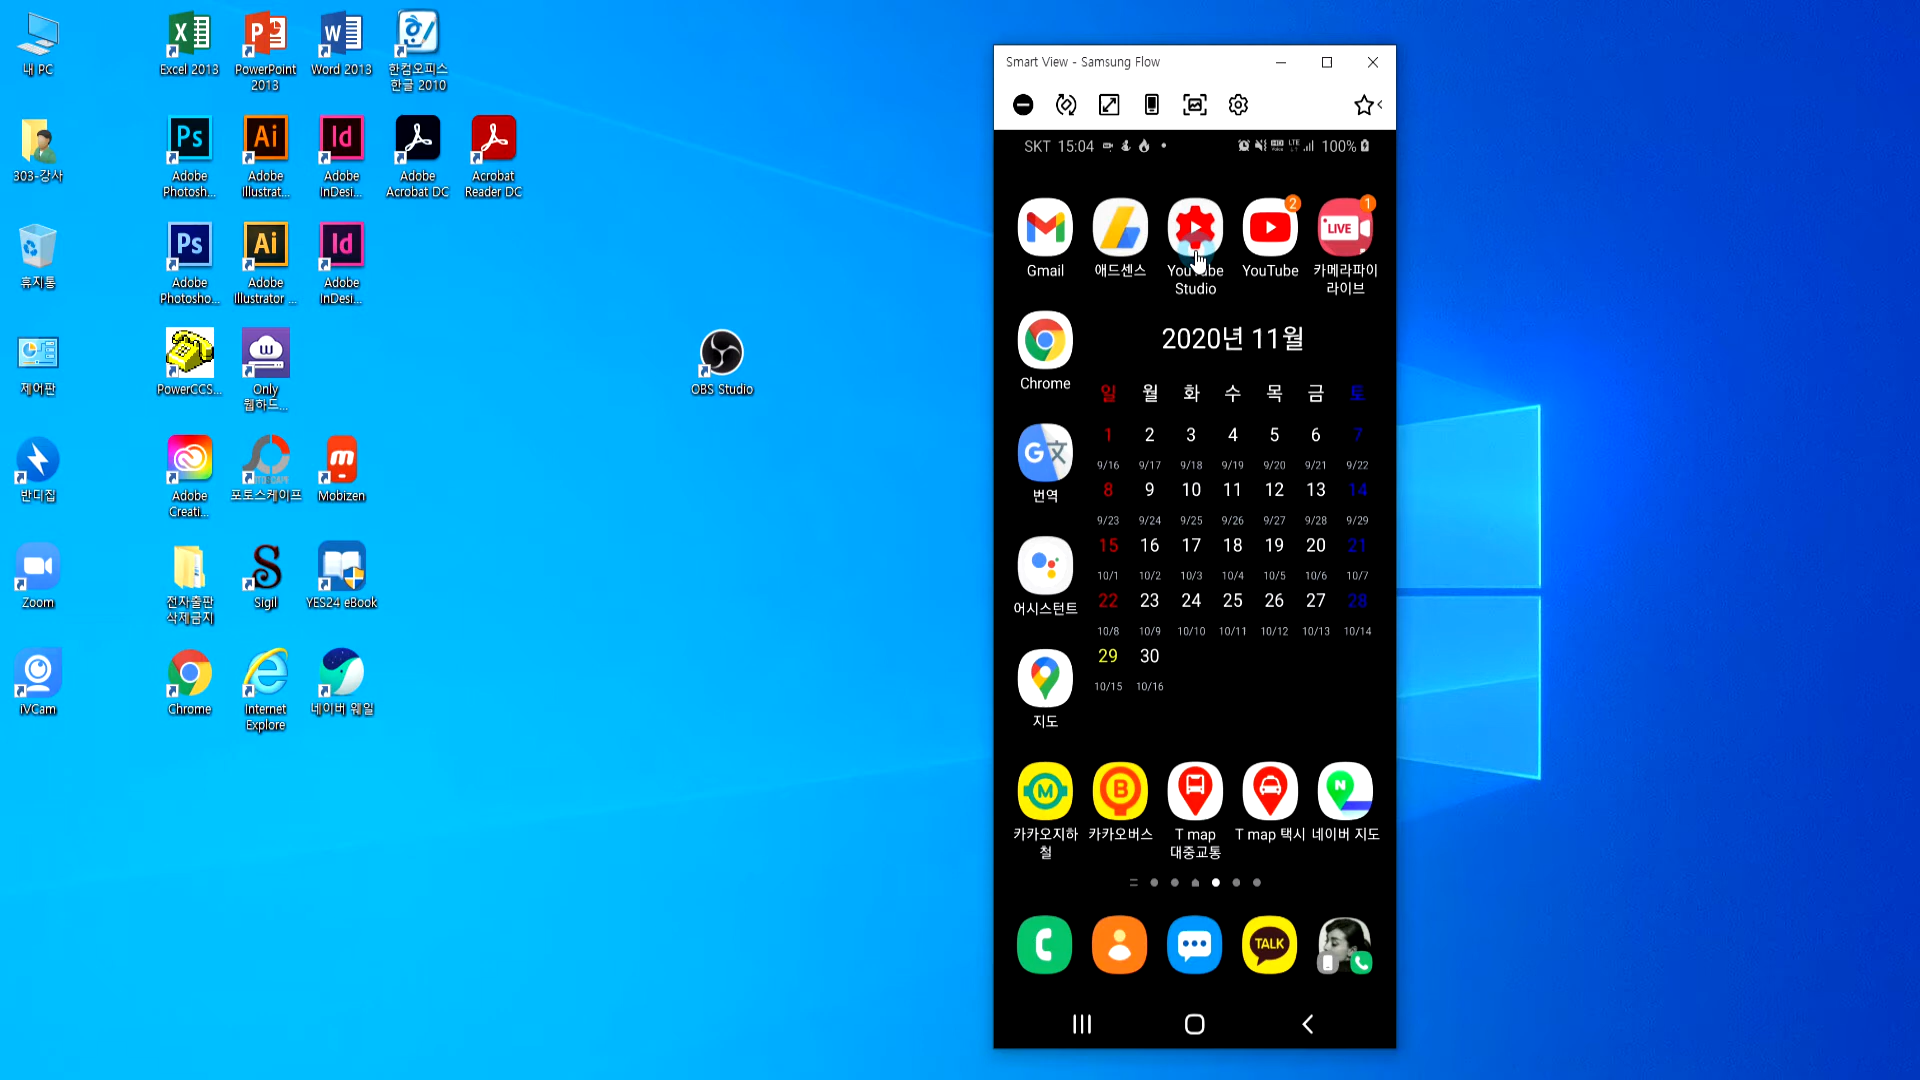 내 PC
Excel 2013
PowerPoint
2013
Word 2013
한컴오피스
한글 2010
303-강사
Adobe
Photosh...
Adobe
Illustrat...
Adobe
InDesi...
Adobe
Acrobat DC
Acrobat
Reader DC
휴지통
Adobe
Photosho...
Adobe
Illustrator ...
Adobe
InDesi...
제어판
PowerCCS...
Only
웹하드...
OBS Studio
반디집
Adobe
Creati...
포토스케이프
Mobizen
Zoom
전자출판
삭제금지
Sigil
YES24 eBook
iVCam
Chrome
Internet
Explore
네이버 웨일
Smart View - Samsung Flow
SKT 15:04
100%
2
LIVE
1
Gmail
애드센스
YouTube
Studio
YouTube
카메라파이
라이브
Chrome
2020년 11월
일 월 화 수 목 금 토
1 2 3 4 5 6 7
9/16 9/17 9/18 9/19 9/20 9/21 9/22
번역
8 9 10 11 12 13 14
9/23 9/24 9/25 9/26 9/27 9/28 9/29
15 16 17 18 19 20 21
10/1 10/2 10/3 10/4 10/5 10/6 10/7
어시스턴트
22 23 24 25 26 27 28
10/8 10/9 10/10 10/11 10/12 10/13 10/14
29 30
10/15 10/16
지도
카카오지하
철
카카오버스
T map
대중교통
T map 택시
네이버 지도
TALK